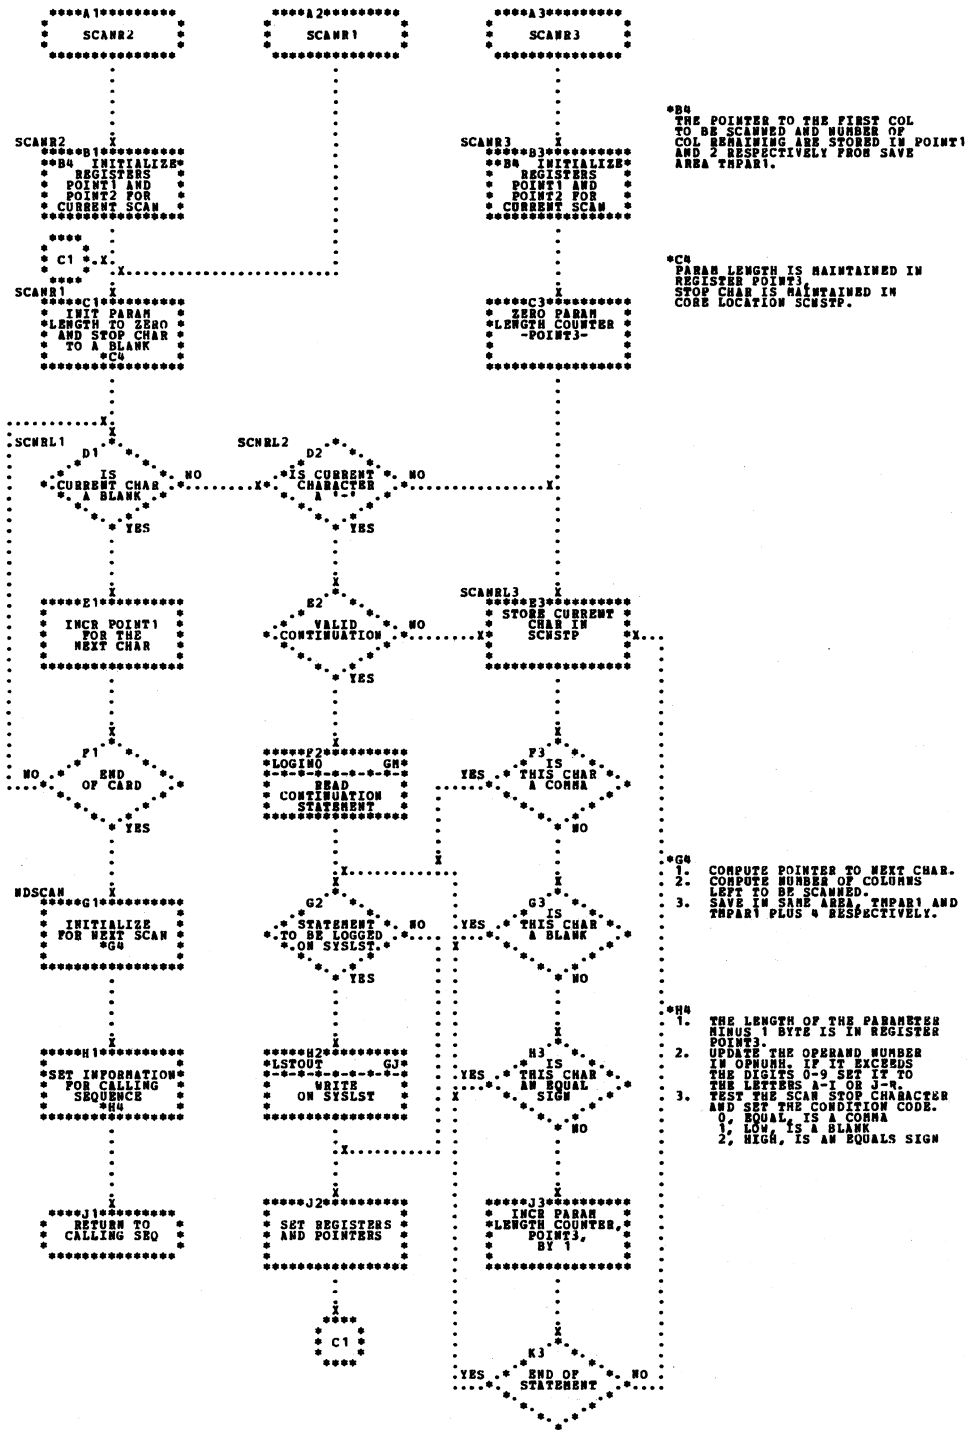 A1
SCANR2
A2
SCANR1
A3
SCANR3
SCANR2
B1
**B4 INITIALIZE*
REGISTERS
POINT1 AND
POINT2 FOR
CURRENT SCAN
SCANR3
B3
**B4 INITIALIZE*
REGISTERS
POINT1 AND
POINT2 FOR
CURRENT SCAN
*B4
THE POINTER TO THE FIRST COL
TO BE SCANNED AND NUMBER OF
COL REMAINING ARE STORED IN POINT1
AND 2 RESPECTIVELY FROM SAVE
AREA TMPAR1.
C1
SCANR1
C1
INIT PARAM
LENGTH TO ZERO
AND STOP CHAR
TO A BLANK
*C4
C3
ZERO PARAM
LENGTH COUNTER
-POINT3-
*C4
PARAM LENGTH IS MAINTAINED IN
REGISTER POINT3,
STOP CHAR IS MAINTAINED IN
CORE LOCATION SCNSTP.
SCNBL1
D1
IS
CURRENT CHAR
A BLANK
NO
YES
SCNBL2
D2
IS CURRENT
CHARACTER
A '-'
NO
YES
E1
INCR POINT1
FOR THE
NEXT CHAR
E2
VALID
CONTINUATION
NO
YES
SCANRL3
E3
STORE CURRENT
CHAR IN
SCNSTP
F1
END
OF CARD
NO
YES
F2
*LOGINO GM*
READ
CONTINUATION
STATEMENT
F3
IS
THIS CHAR
A COMMA
YES
NO
NDSCAN
G1
INITIALIZE
FOR NEXT SCAN
*G4
G2
STATEMENT
TO BE LOGGED
ON SYSLST
NO
YES
G3
IS
THIS CHAR
A BLANK
YES
NO
*G4
1. COMPUTE POINTER TO NEXT CHAR.
2. COMPUTE NUMBER OF COLUMNS
LEFT TO BE SCANNED.
3. SAVE IN SAME AREA, TMPAR1 AND
TMPAR1 PLUS 4 RESPECTIVELY.
H1
SET INFORMATION
FOR CALLING
SEQUENCE
*H4
H2
*LSTOUT GJ*
WRITE
ON SYSLST
H3
IS
THIS CHAR
AN EQUAL
SIGN
YES
NO
*H4
1. THE LENGTH OF THE PARAMETER
MINUS 1 BYTE IS IN REGISTER
POINT3.
2. UPDATE THE OPERAND NUMBER
IN OPNUMH. IF IT EXCEEDS
THE DIGITS 0-9 SET IT TO
THE LETTERS A-I OR J-R.
3. TEST THE SCAN STOP CHARACTER
AND SET THE CONDITION CODE.
0, EQUAL, IS A COMMA
1, LOW, IS A BLANK
2, HIGH, IS AN EQUALS SIGN
J1
RETURN TO
CALLING SEQ
J2
SET REGISTERS
AND POINTERS
J3
INCR PARAM
LENGTH COUNTER,
POINT3,
BY 1
C1
K3
END OF
STATEMENT
YES
NO